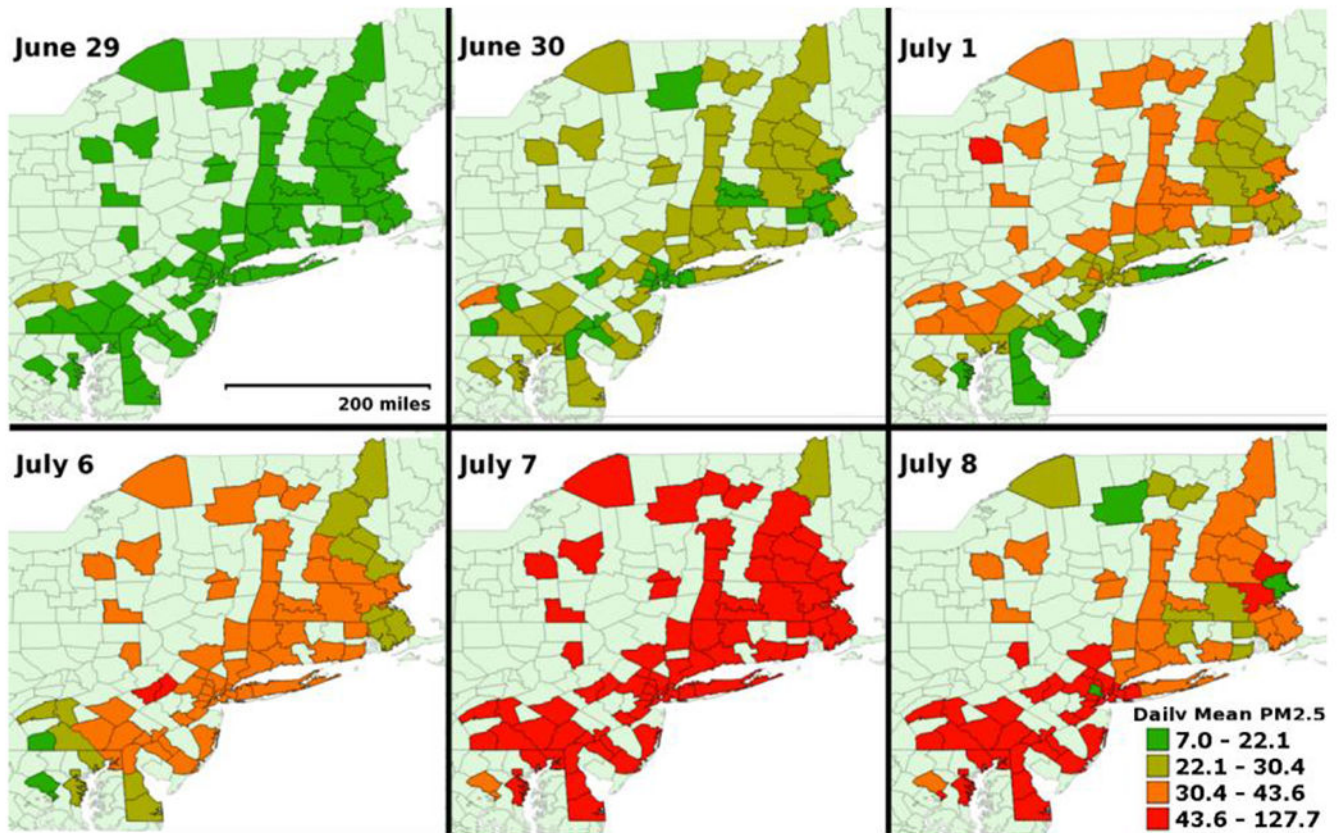 June 29
June 30
July 1
200 miles
July 6
July 7
July 8
Daily Mean PM2.5
7.0 - 22.1
22.1 - 30.4
30.4 - 43.6
43.6 - 127.7